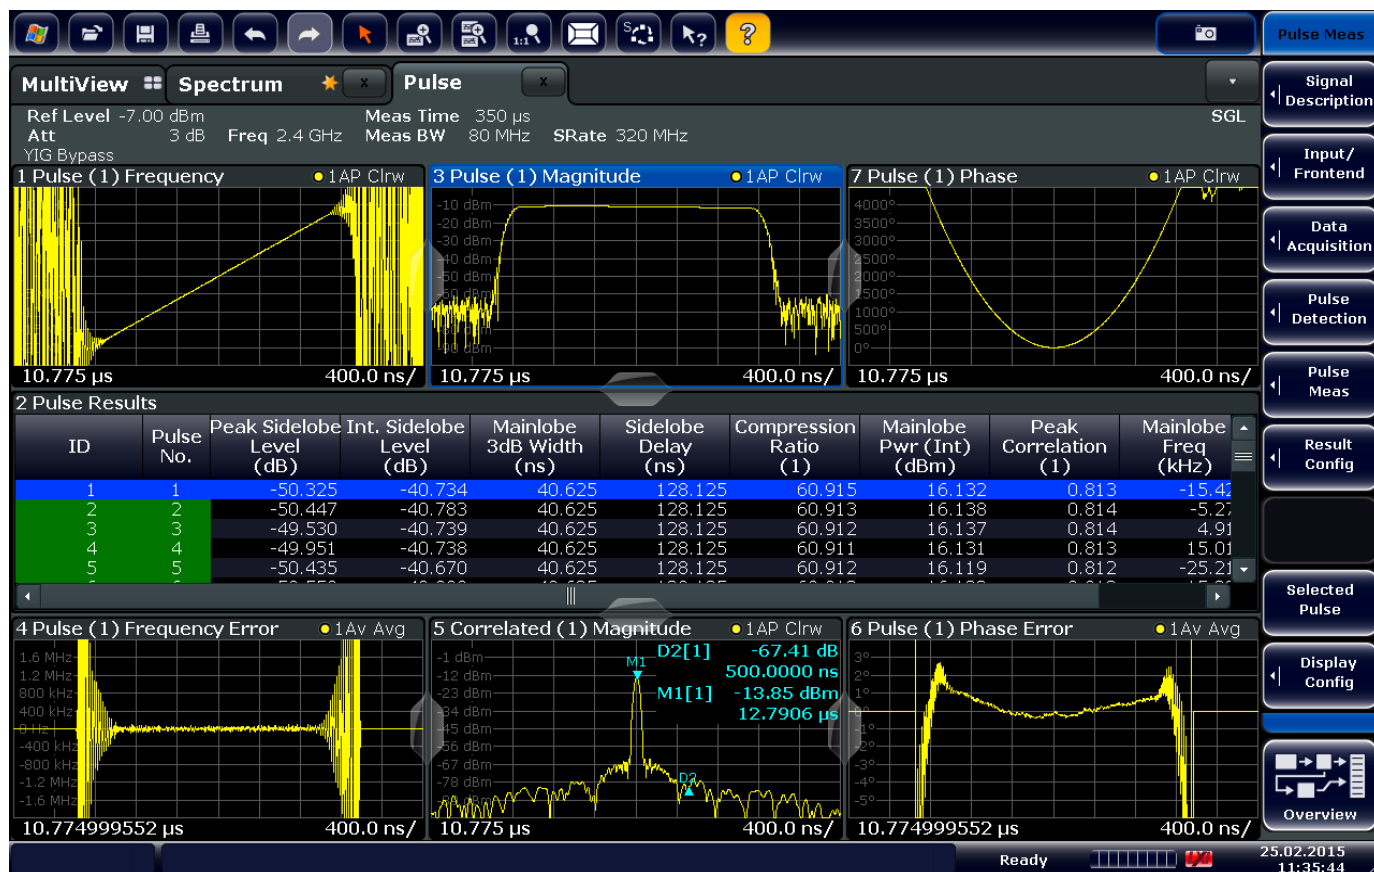 1:1
S
?
?
Pulse Meas
MultiView
Spectrum
x
Pulse
x
Ref Level -7.00 dBm Meas Time 350 µs SGL
Att 3 dB Freq 2.4 GHz Meas BW 80 MHz SRate 320 MHz
YIG Bypass
1 Pulse (1) Frequency 1AP Clrw
10.775 µs 400.0 ns/
3 Pulse (1) Magnitude 1AP Clrw
-10 dBm
-20 dBm
-30 dBm
-40 dBm
-50 dBm
10.775 µs 400.0 ns/
7 Pulse (1) Phase 1AP Clrw
4000°
3500°
3000°
2500°
2000°
1500°
1000°
500°
0°
10.775 µs 400.0 ns/
2 Pulse Results
ID Pulse No. Peak Sidelobe Level (dB) Int. Sidelobe Level (dB) Mainlobe 3dB Width (ns) Sidelobe Delay (ns) Compression Ratio (1) Mainlobe Pwr (Int) (dBm) Peak Correlation (1) Mainlobe Freq (kHz)
1 1 -50.325 -40.734 40.625 128.125 60.915 16.132 0.813 -15.42
2 2 -50.447 -40.783 40.625 128.125 60.913 16.138 0.814 -5.27
3 3 -49.530 -40.739 40.625 128.125 60.912 16.137 0.814 4.91
4 4 -49.951 -40.738 40.625 128.125 60.911 16.131 0.813 15.01
5 5 -50.435 -40.670 40.625 128.125 60.912 16.119 0.812 -25.21
4 Pulse (1) Frequency Error 1Av Avg
1.6 MHz
1.2 MHz
800 kHz
400 kHz
0 Hz
-400 kHz
-800 kHz
-1.2 MHz
-1.6 MHz
10.774999552 µs 400.0 ns/
5 Correlated (1) Magnitude 1AP Clrw
D2[1] -67.41 dB
500.0000 ns
M1[1] -13.85 dBm
12.7906 µs
M1
D2
-1 dBm
-12 dBm
-23 dBm
-34 dBm
-45 dBm
-56 dBm
-67 dBm
-78 dBm
10.775 µs 400.0 ns/
6 Pulse (1) Phase Error 1Av Avg
3°
2°
1°
0°
-1°
-2°
-3°
-4°
-5°
10.774999552 µs 400.0 ns/
Signal
Description
Input/
Frontend
Data
Acquisition
Pulse
Detection
Pulse
Meas
Result
Config
Selected
Pulse
Display
Config
Overview
Ready
25.02.2015
11:35:44